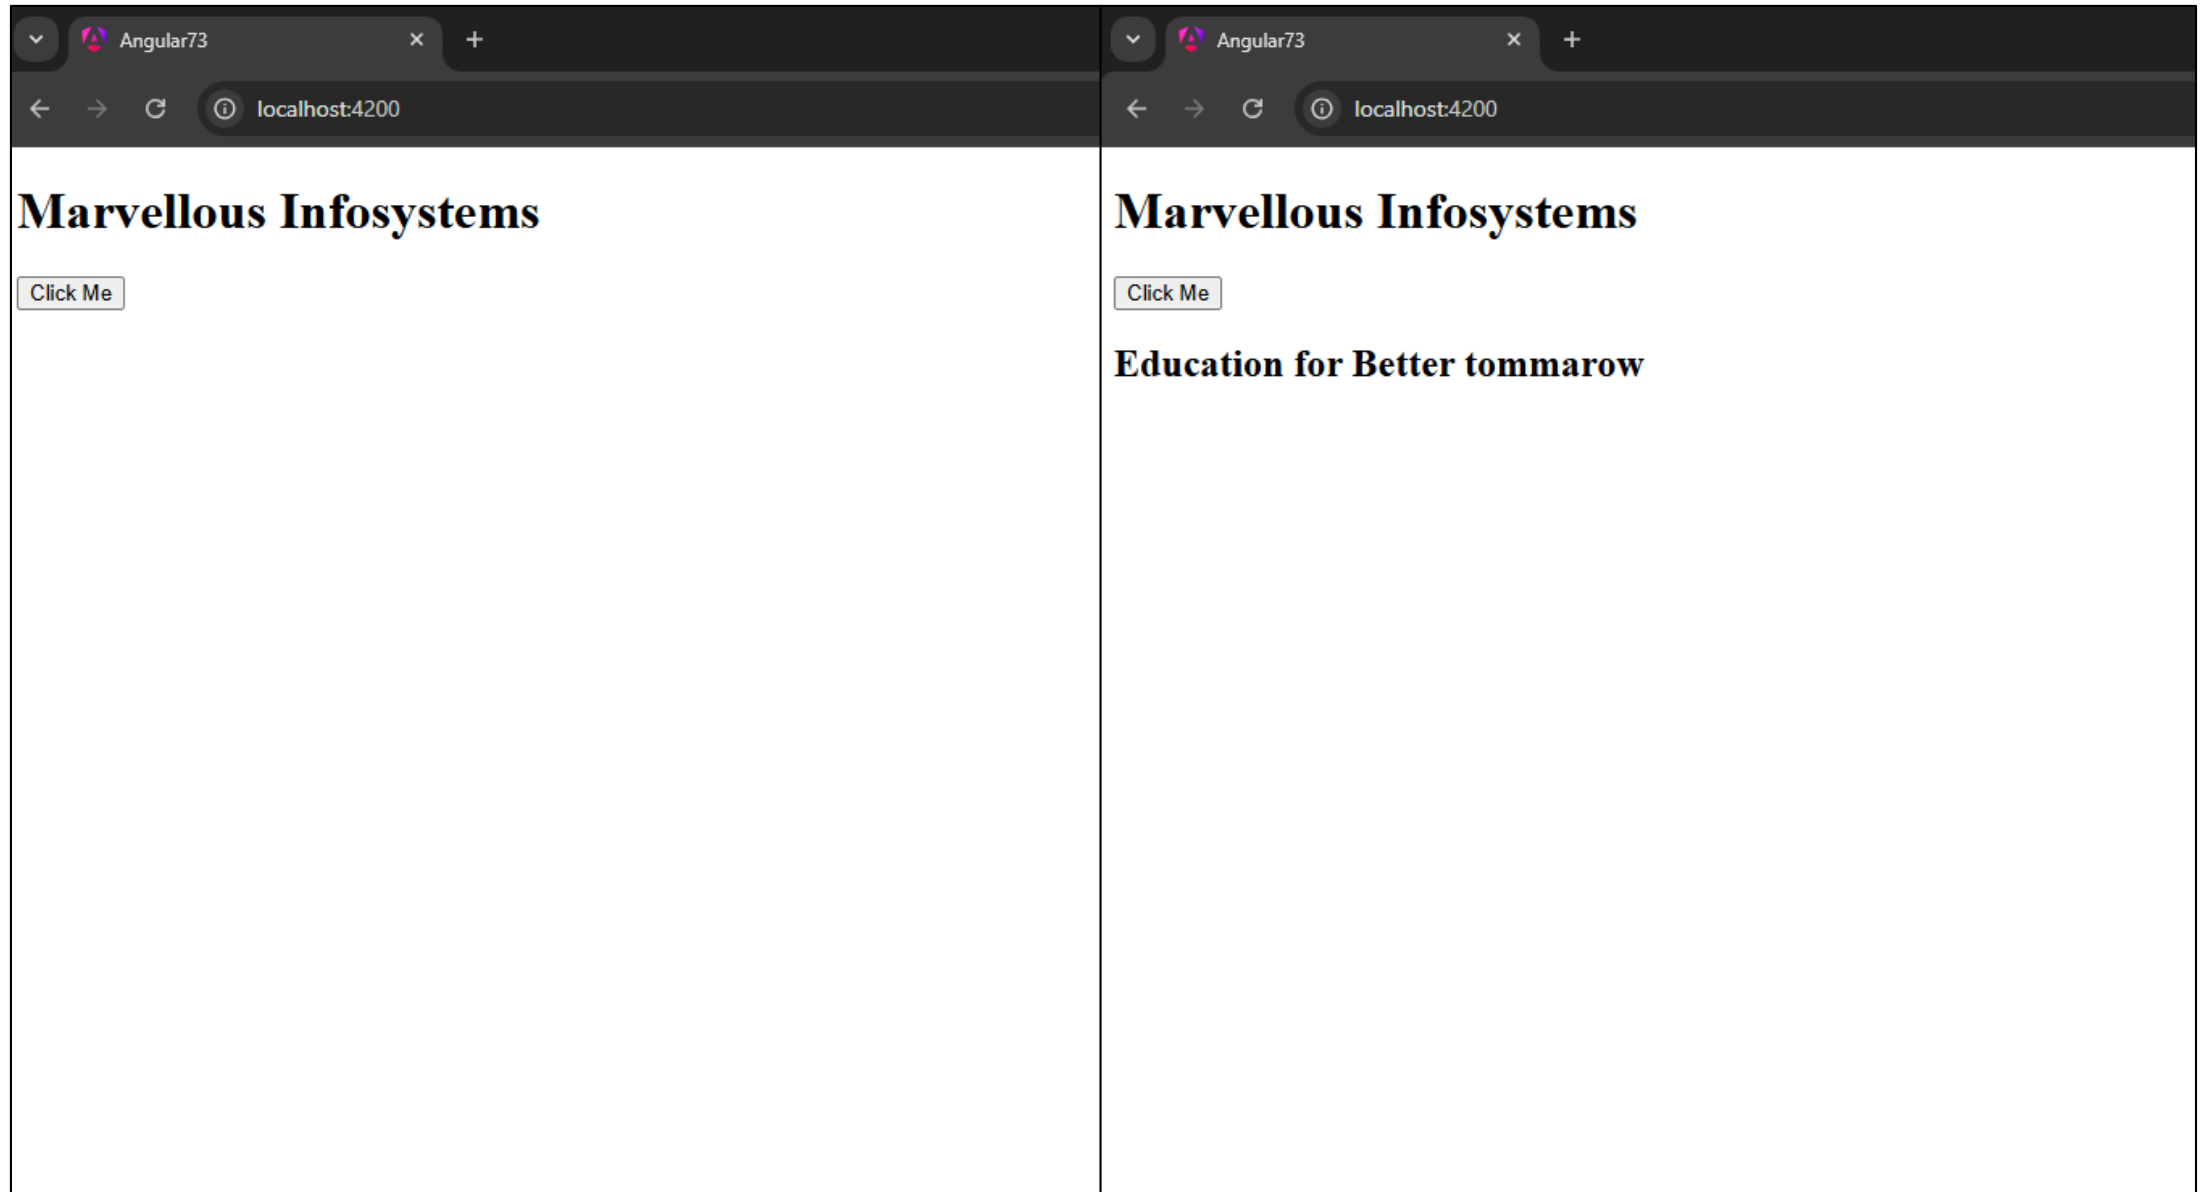 Angular73
localhost:4200
Marvellous Infosystems
Click Me
Angular73
localhost:4200
Marvellous Infosystems
Click Me
Education for Better tommarow